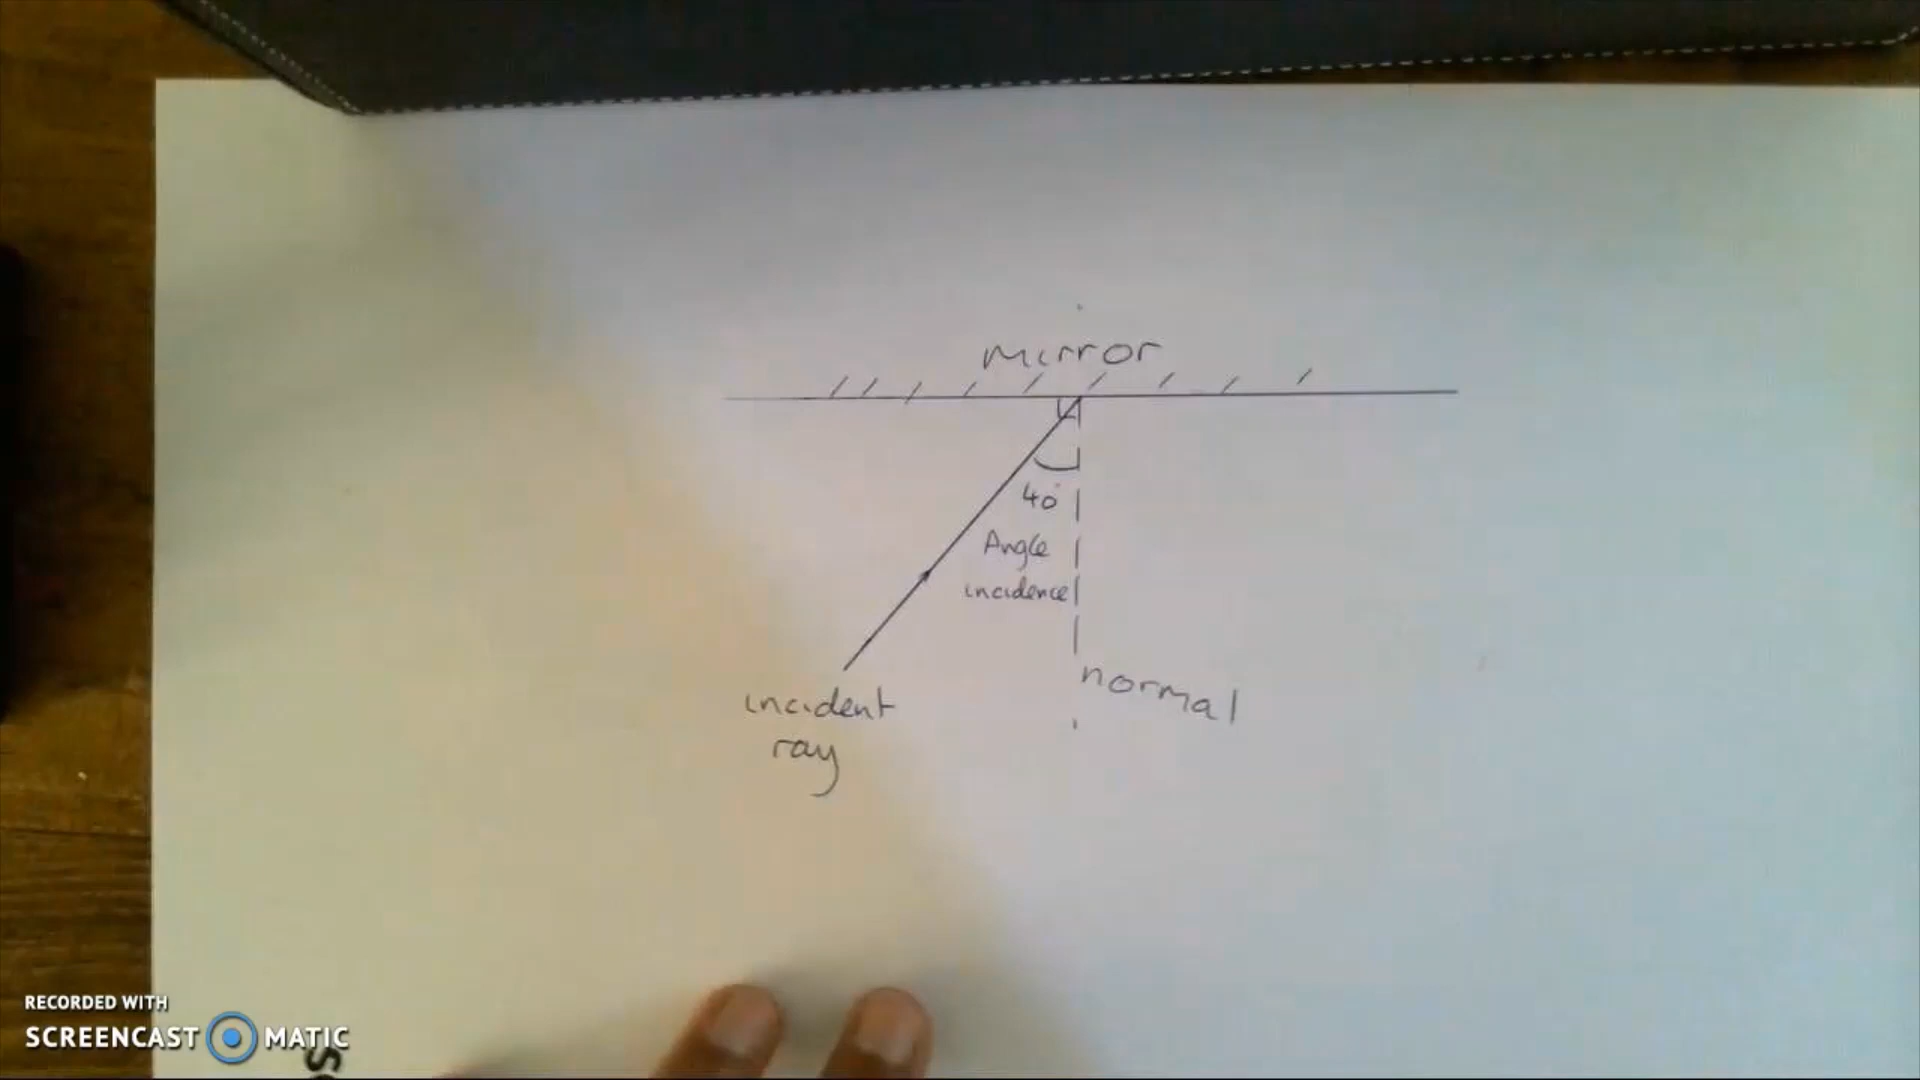 mirror
40°
Angle
incidence
normal
incident
ray
RECORDED WITH
SCREENCAST MATIC